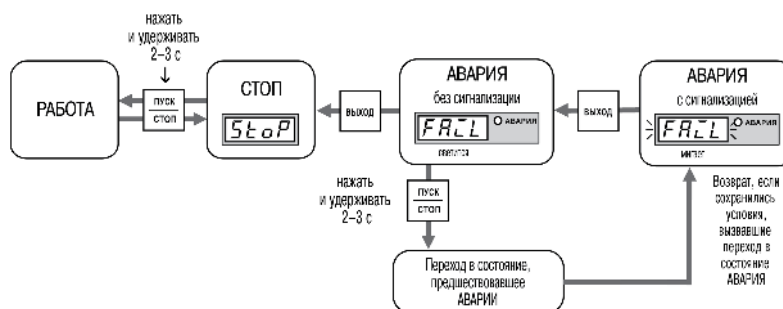 нажать
и удерживать
2–3 с
РАБОТА
ПУСК
СТОП
СТОП
StoP
ВЫХОД
АВАРИЯ
без сигнализации
FAIL
АВАРИЯ
светится
ВЫХОД
АВАРИЯ
с сигнализацией
FAIL
АВАРИЯ
мигает
нажать
и удерживать
2–3 с
ПУСК
СТОП
Переход в состояние,
предшествовавшее
АВАРИИ
Возврат, если
сохранились
условия,
вызвавшие
переход в
состояние
АВАРИЯ